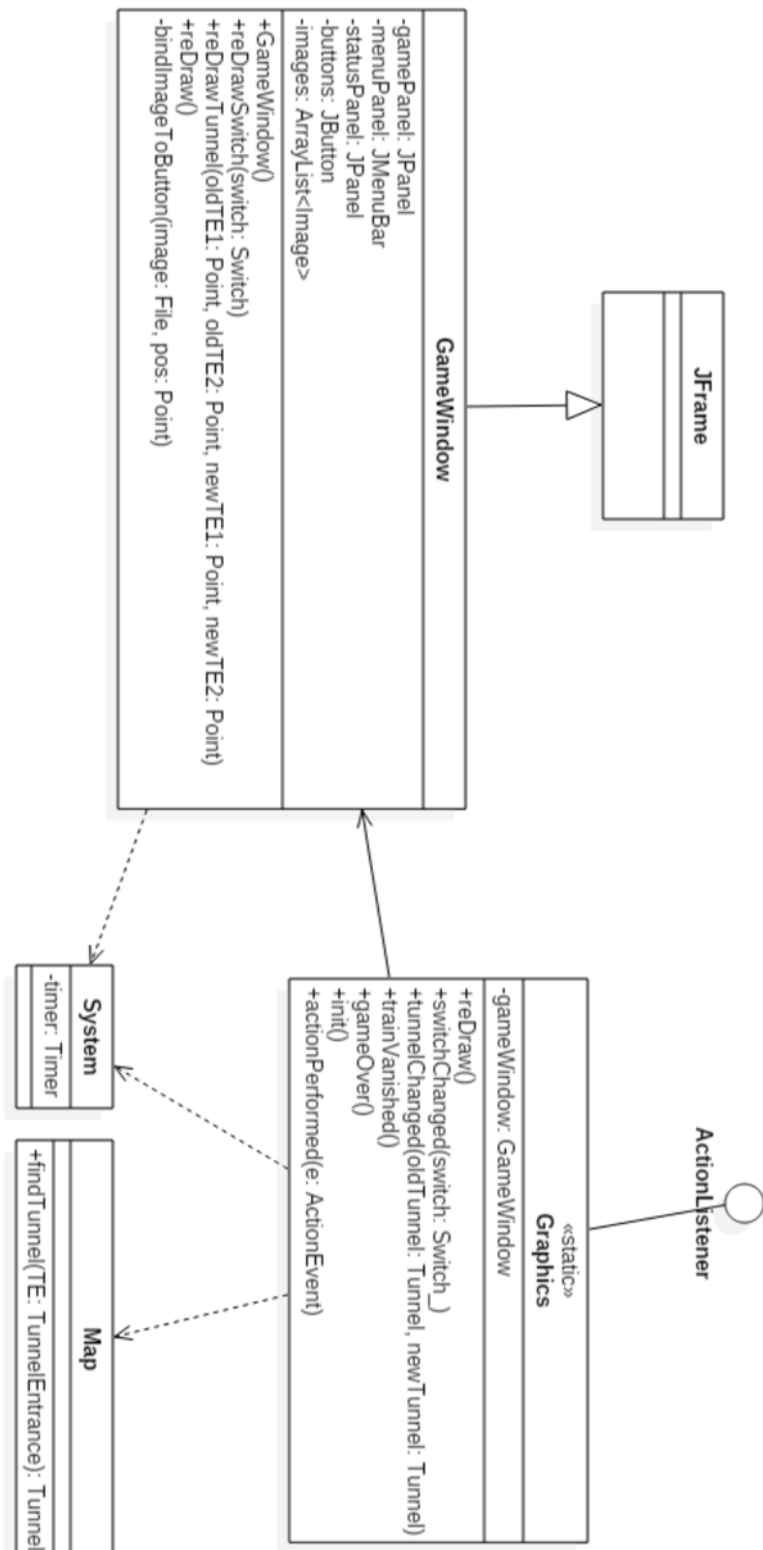 JFrame
GameWindow
-gamePanel: JPanel
-menuPanel: JMenuBar
-statusPanel: JPanel
-buttons: JButton
-images: ArrayList<Image>
+GameWindow()
+reDrawSwitch(switch: Switch)
+reDrawTunnel(oldTE1: Point, oldTE2: Point, newTE1: Point, newTE2: Point)
+reDraw()
-bindImageToButton(image: File, pos: Point)
ActionListener
«static»
Graphics
-gameWindow: GameWindow
+reDraw()
+switchChanged(switch: Switch_)
+tunnelChanged(oldTunnel: Tunnel, newTunnel: Tunnel)
+trainVanished()
+gameOver()
+init()
+actionPerformed(e: ActionEvent)
System
-timer: Timer
Map
+findTunnel(TE: TunnelEntrance): Tunnel